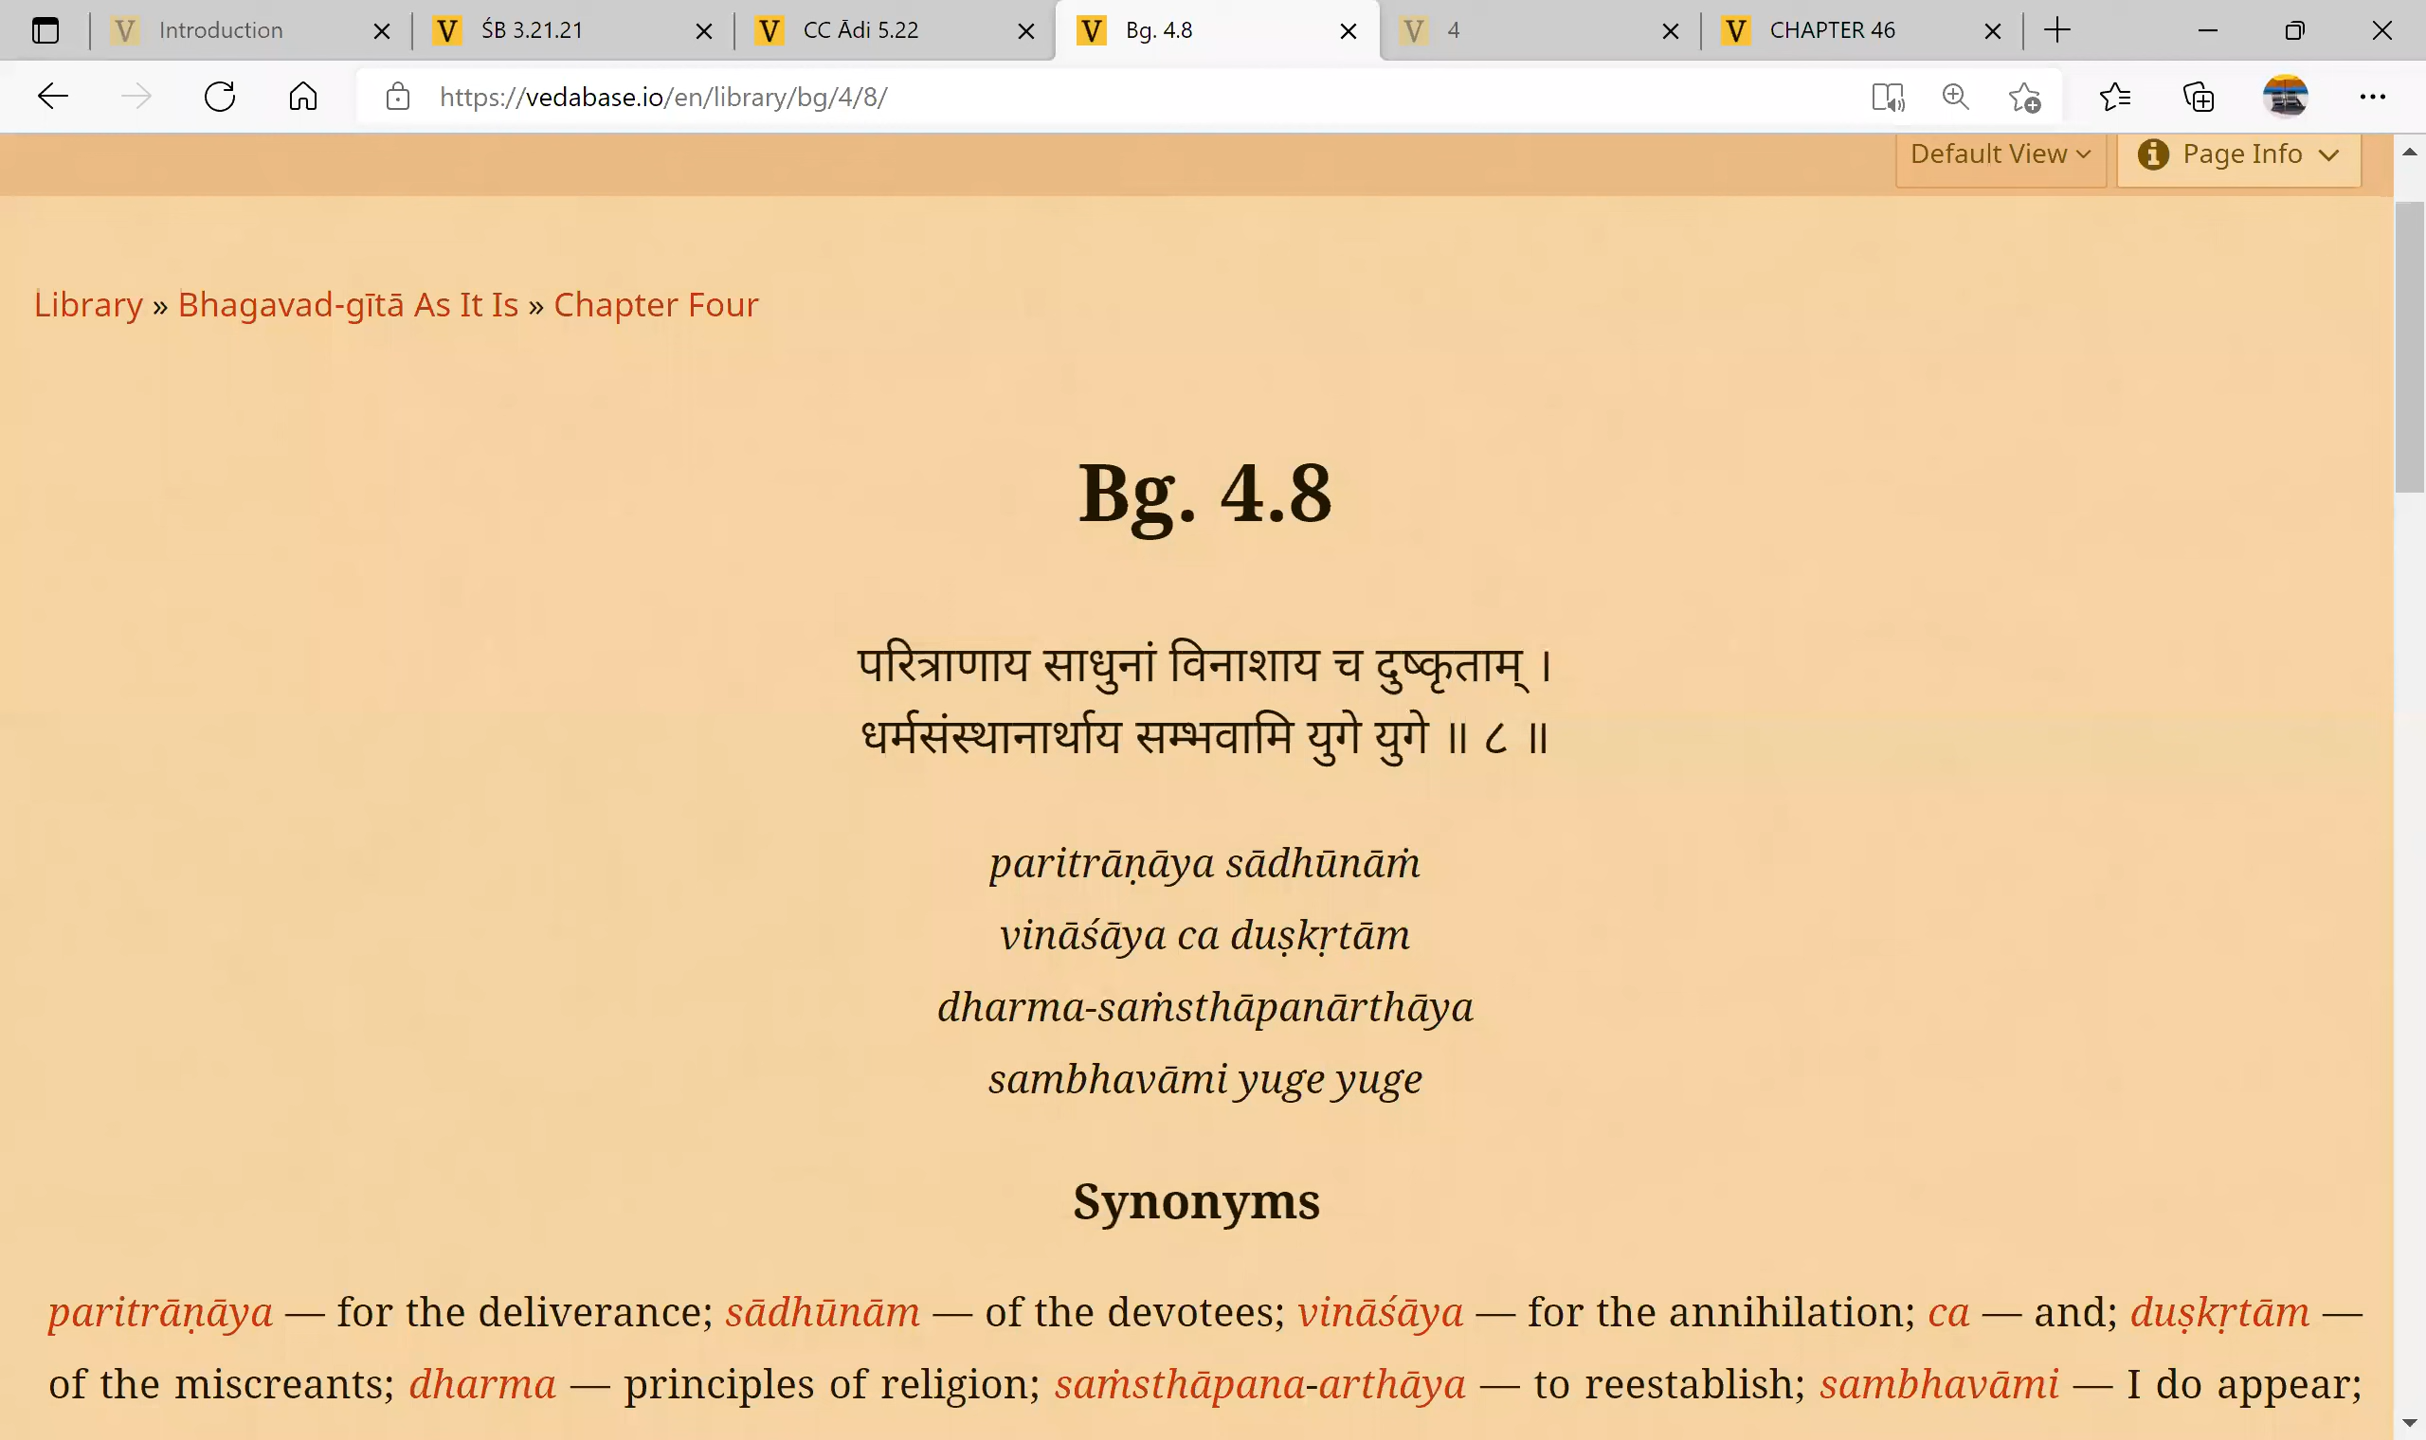 Introduction
ŚB 3.21.21
CC Ādi 5.22
Bg. 4.8
4
CHAPTER 46
https://vedabase.io/en/library/bg/4/8/
Default View
Page Info
Library » Bhagavad-gītā As It Is » Chapter Four
Bg. 4.8
परित्राणाय साधुनां विनाशाय च दुष्कृताम् ।
धर्मसंस्थानार्थाय सम्भवामि युगे युगे ॥ ८ ॥
paritrāṇāya sādhūnāṁ
vināśāya ca duṣkṛtām
dharma-saṁsthāpanārthāya
sambhavāmi yuge yuge
Synonyms
paritrāṇāya — for the deliverance; sādhūnām — of the devotees; vināśāya — for the annihilation; ca — and; duṣkṛtām —
of the miscreants; dharma — principles of religion; saṁsthāpana-arthāya — to reestablish; sambhavāmi — I do appear;